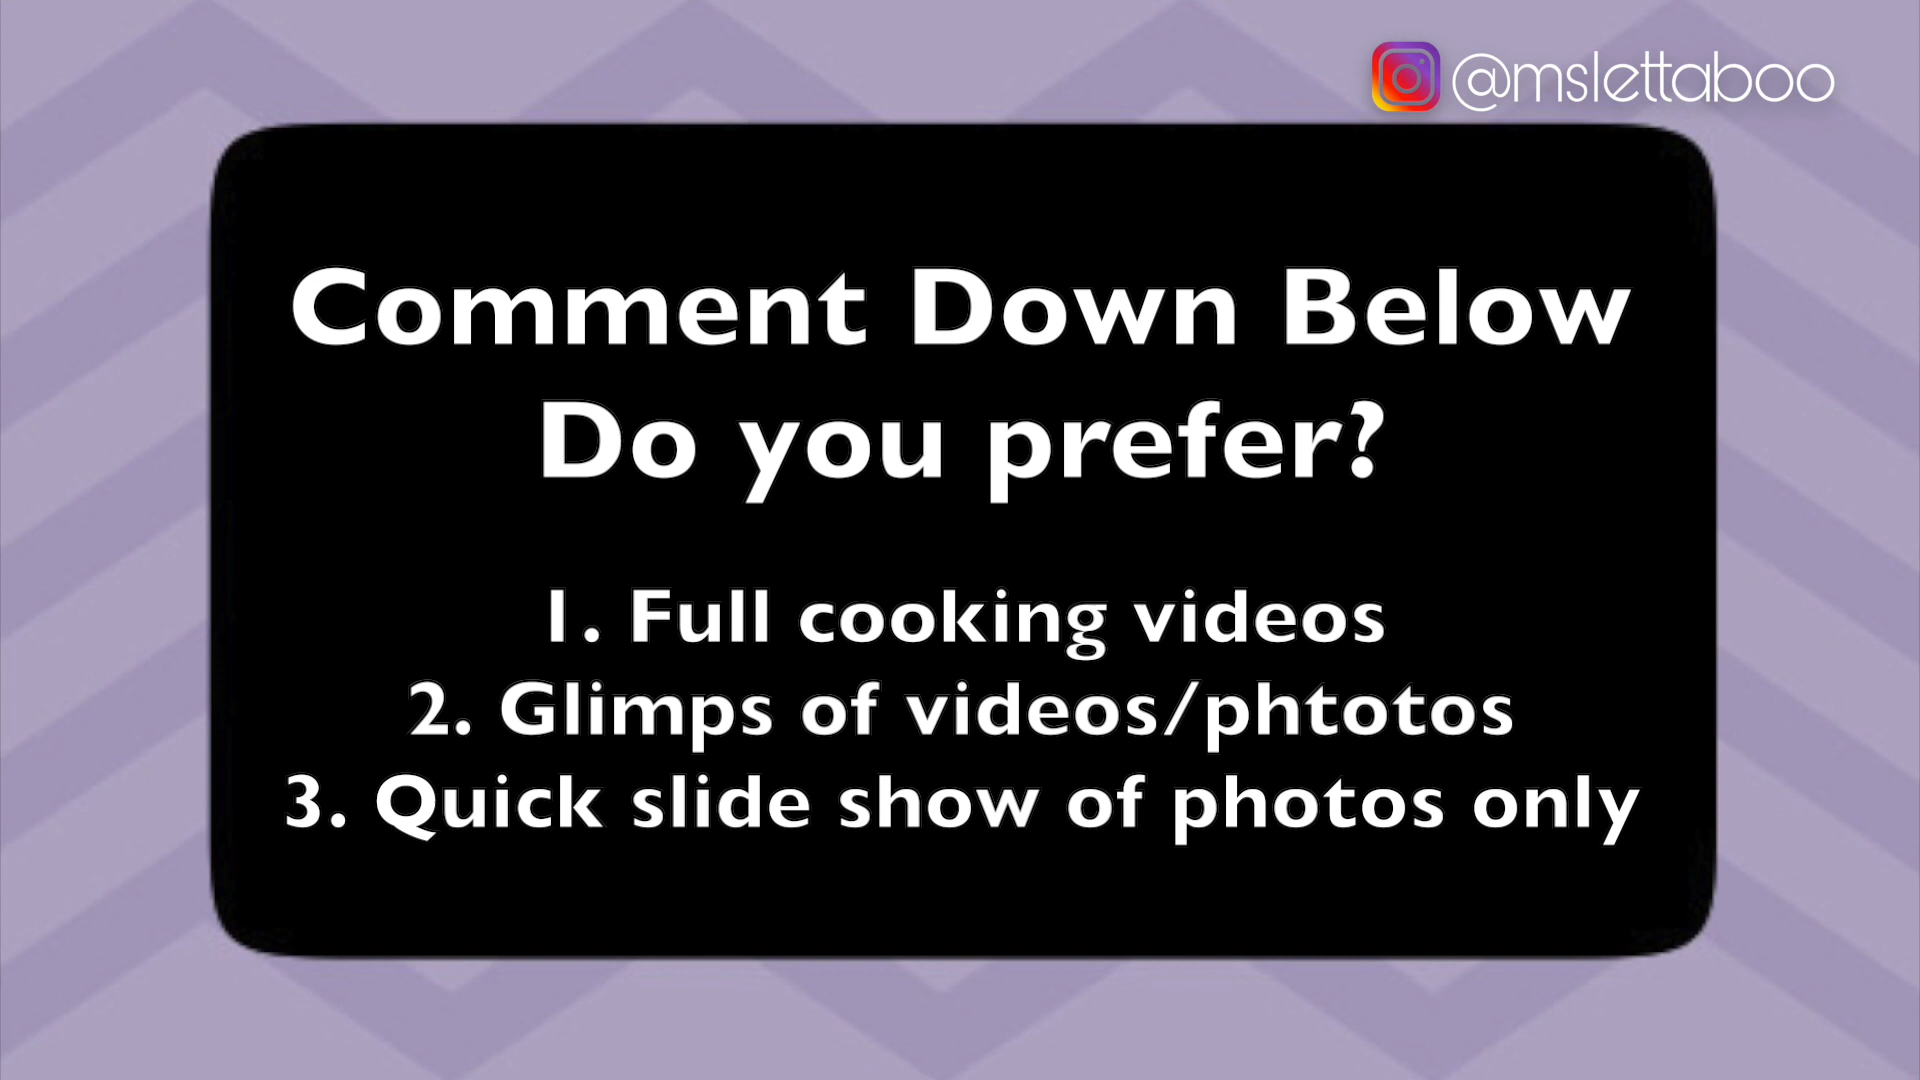 @mslettaboo
Comment Down Below
Do you prefer?
1. Full cooking videos
2. Glimps of videos/phtotos
3. Quick slide show of photos only